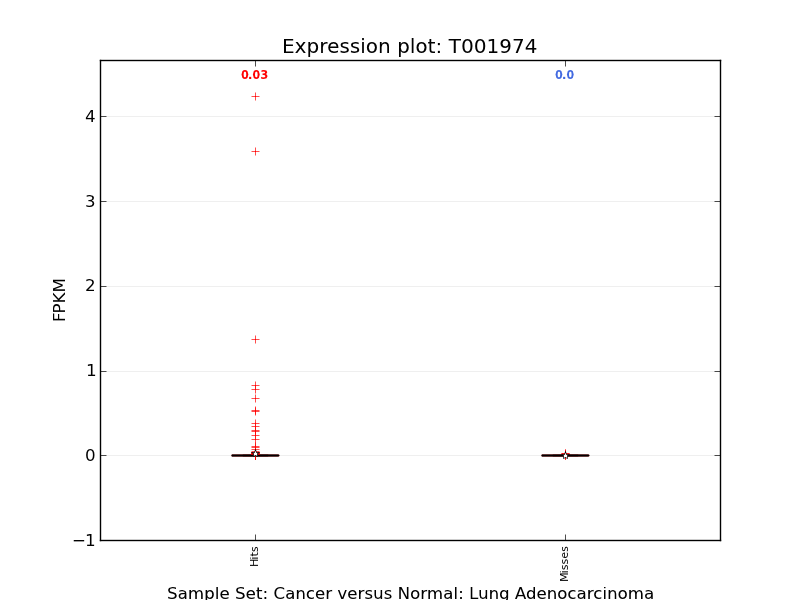 Expression plot: T001974
0.03
0.0
4
3
2
1
0
−1
FPKM
Hits
Misses
Sample Set: Cancer versus Normal: Lung Adenocarcinoma